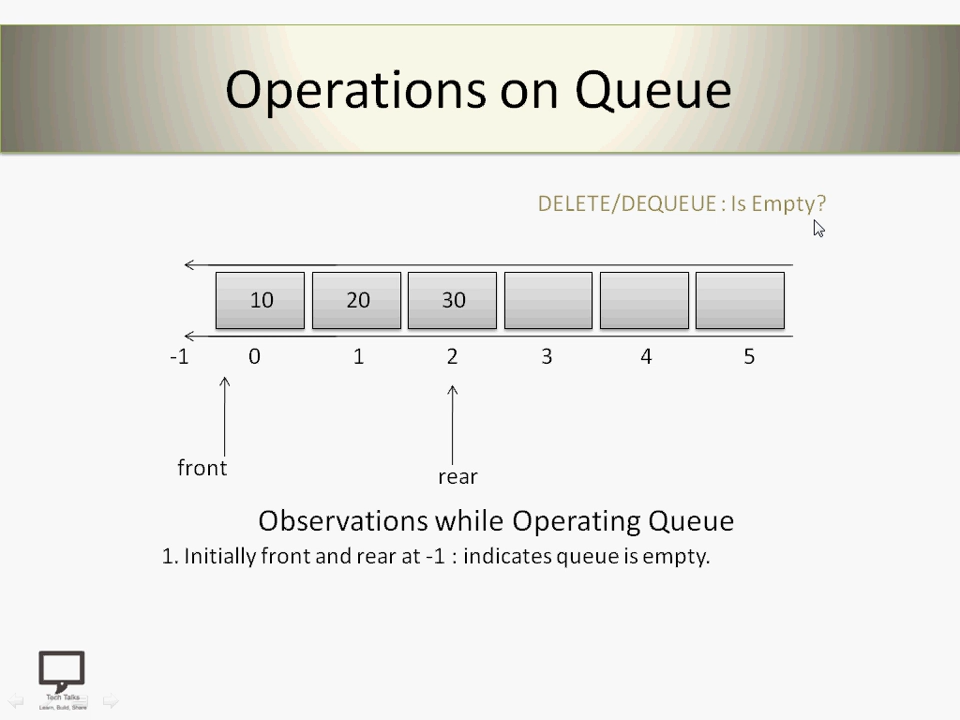 Operations on Queue
DELETE/DEQUEUE : Is Empty?
10 20 30
-1 0 1 2 3 4 5
front
rear
Observations while Operating Queue
1. Initially front and rear at -1 : indicates queue is empty.
Tech Talks
Learn, Build, Share